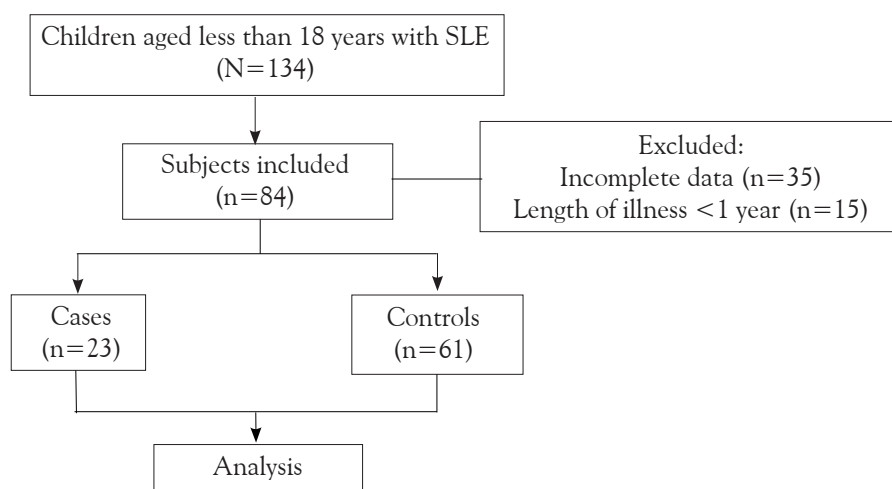 Children aged less than 18 years with SLE
(N=134)
Subjects included
(n=84)
Excluded:
Incomplete data (n=35)
Length of illness <1 year (n=15)
Cases
(n=23)
Controls
(n=61)
Analysis